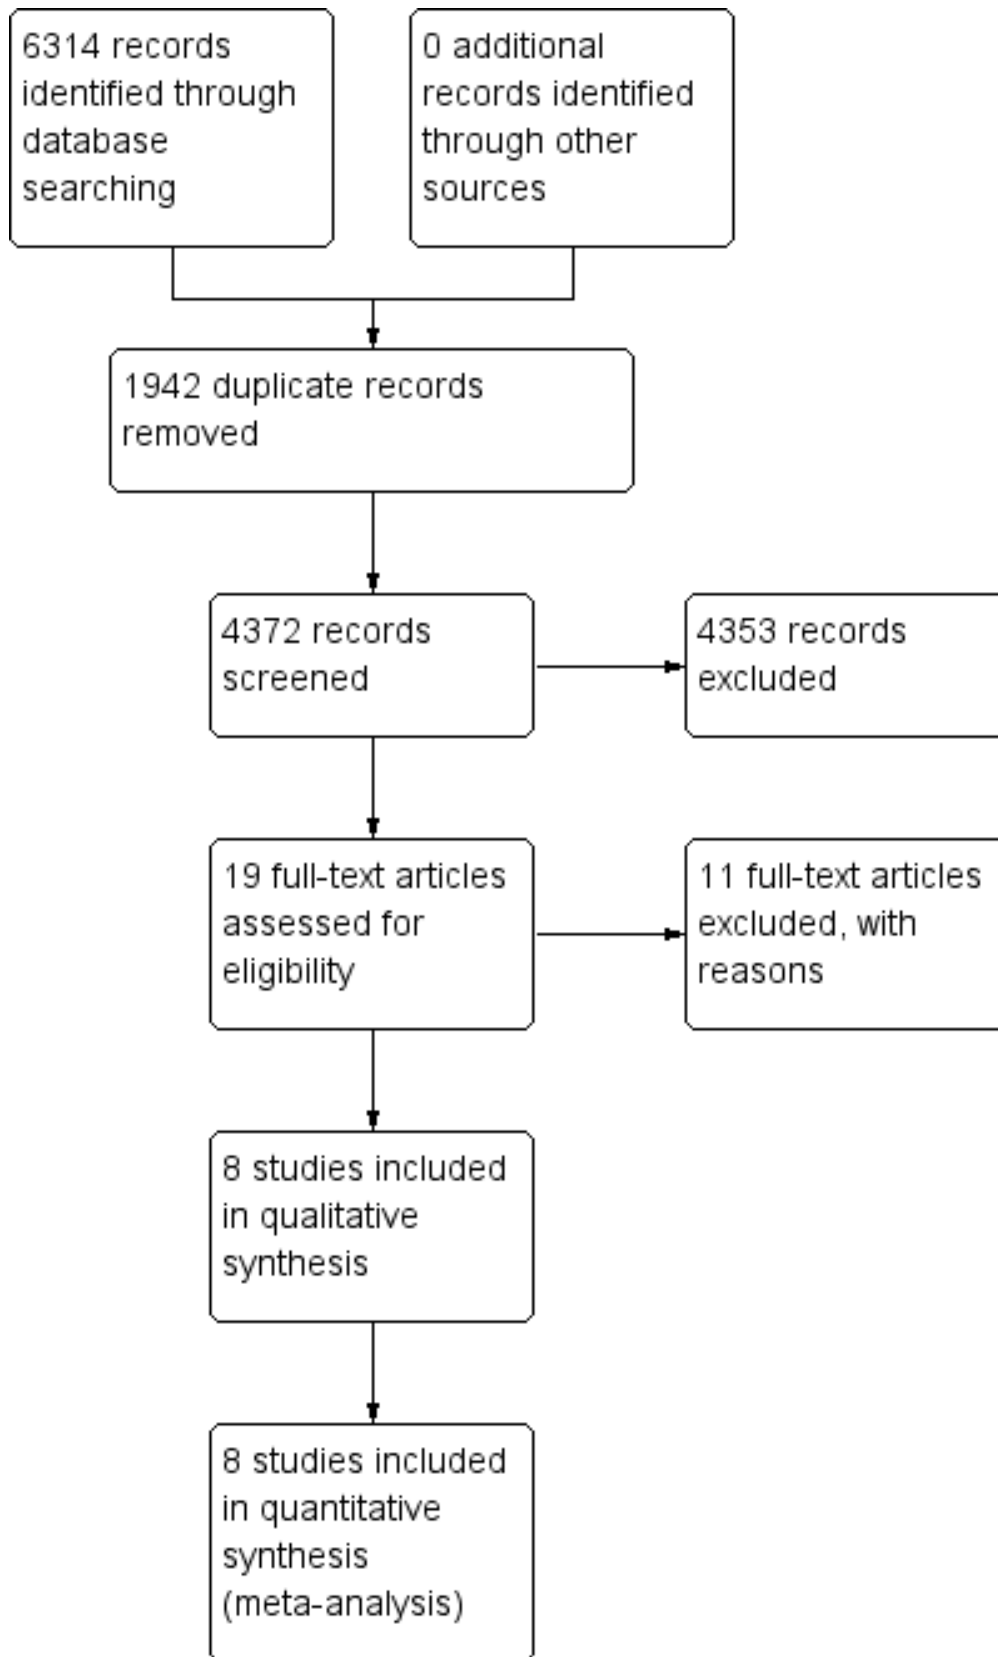 6314 records
identified through
database
searching
0 additional
records identified
through other
sources
1942 duplicate records
removed
4372 records
screened
4353 records
excluded
19 full-text articles
assessed for
eligibility
11 full-text articles
excluded, with
reasons
8 studies included
in qualitative
synthesis
8 studies included
in quantitative
synthesis
(meta-analysis)